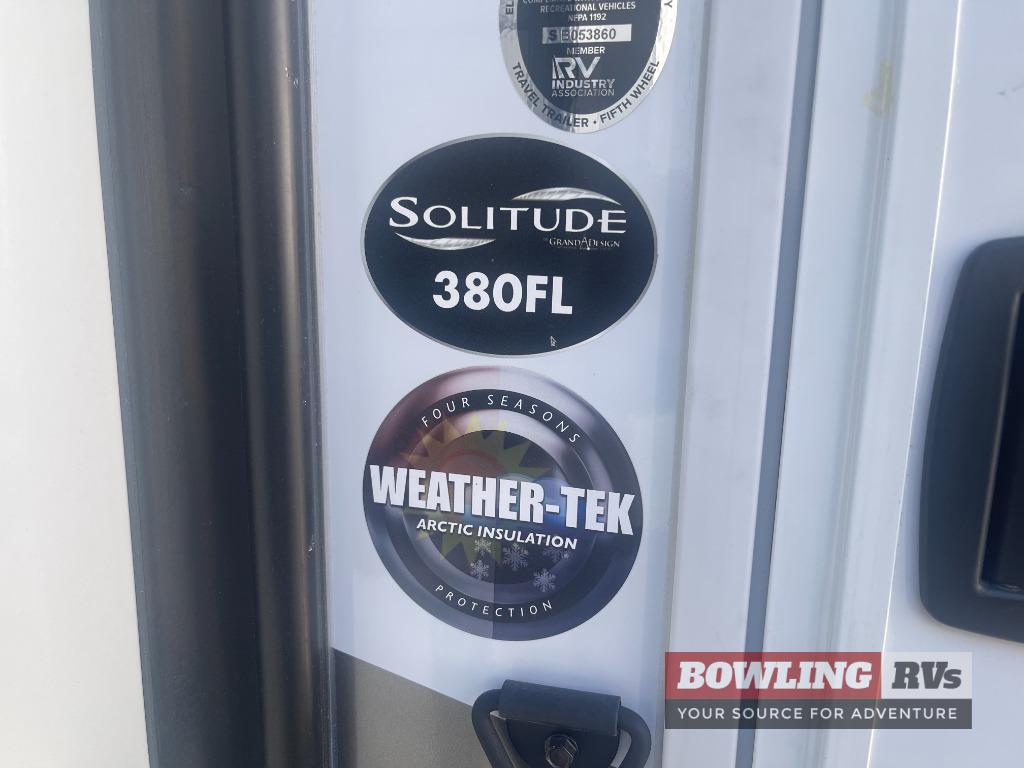 RECREATIONAL VEHICLES
NFPA 1192
SE053860
MEMBER
RV
INDUSTRY
ASSOCIATION
TRAVEL TRAILER • FIFTH WHEEL
SOLITUDE
BY GRAND DESIGN
380FL
FOUR SEASONS
WEATHER-TEK
ARCTIC INSULATION
PROTECTION
BOWLING RVs
YOUR SOURCE FOR ADVENTURE